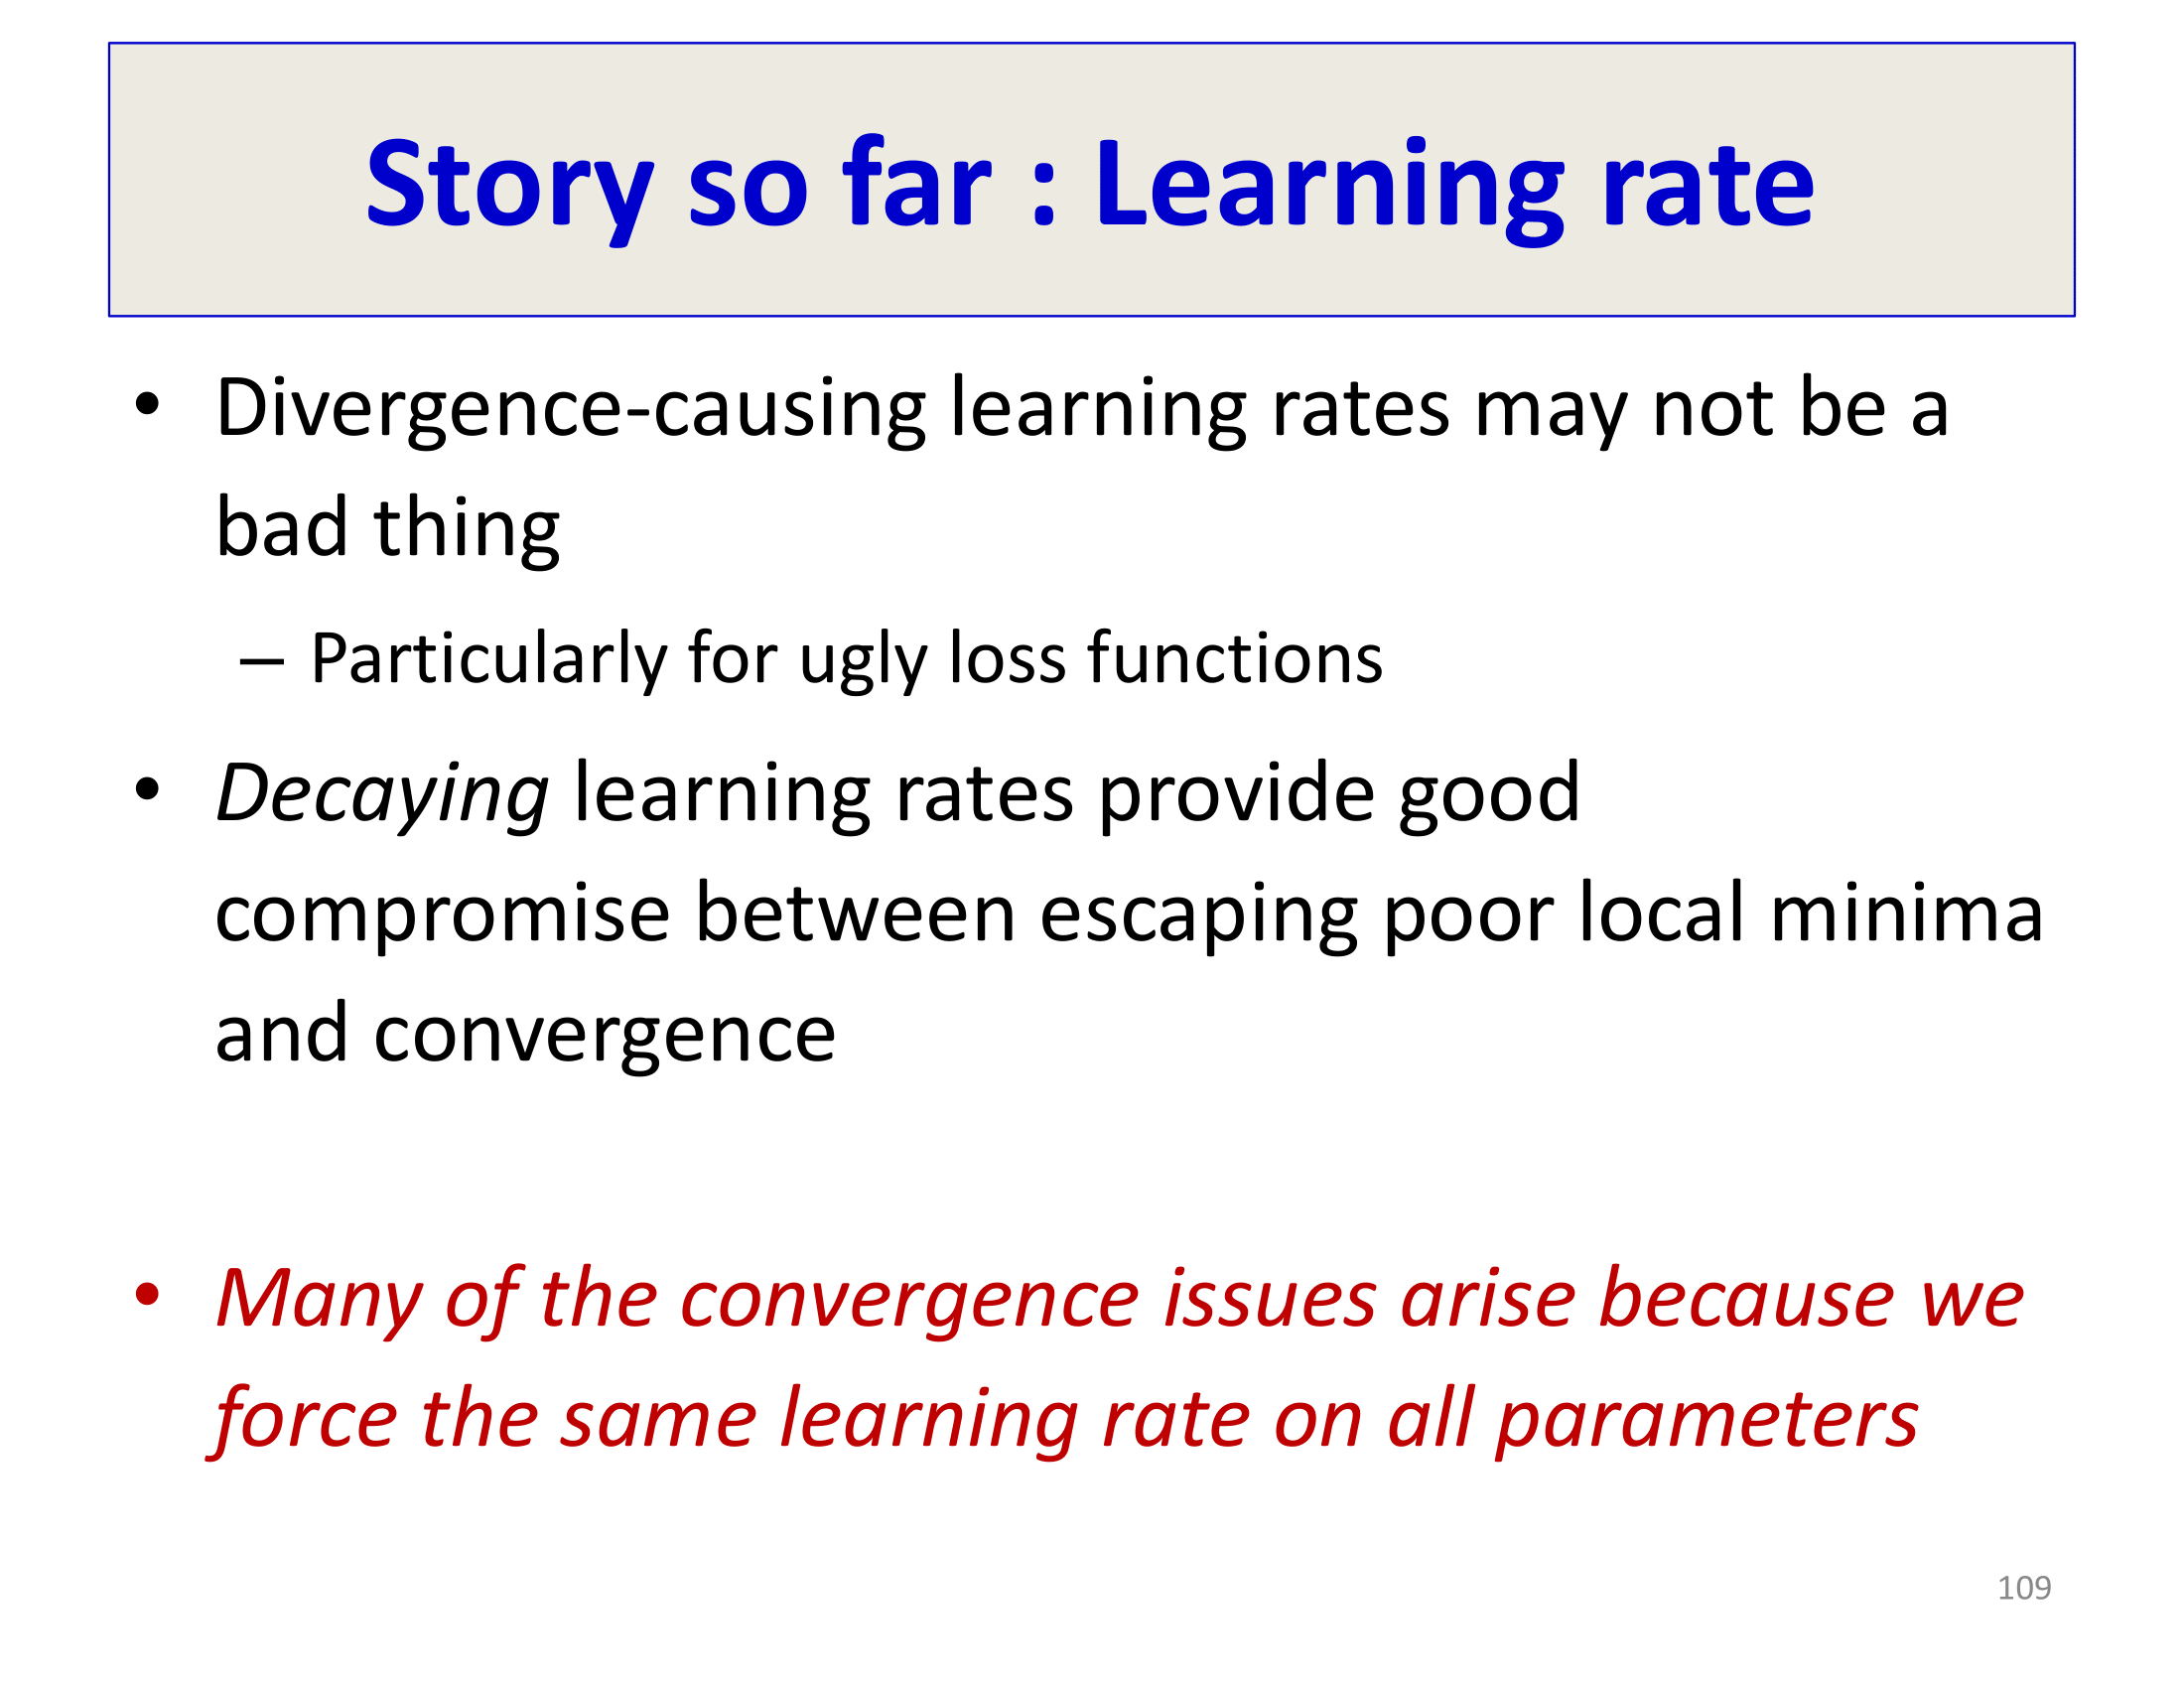 Story so far : Learning rate
• Divergence-causing learning rates may not be a
bad thing
– Particularly for ugly loss functions
• Decaying learning rates provide good
compromise between escaping poor local minima
and convergence
• Many of the convergence issues arise because we
force the same learning rate on all parameters
109